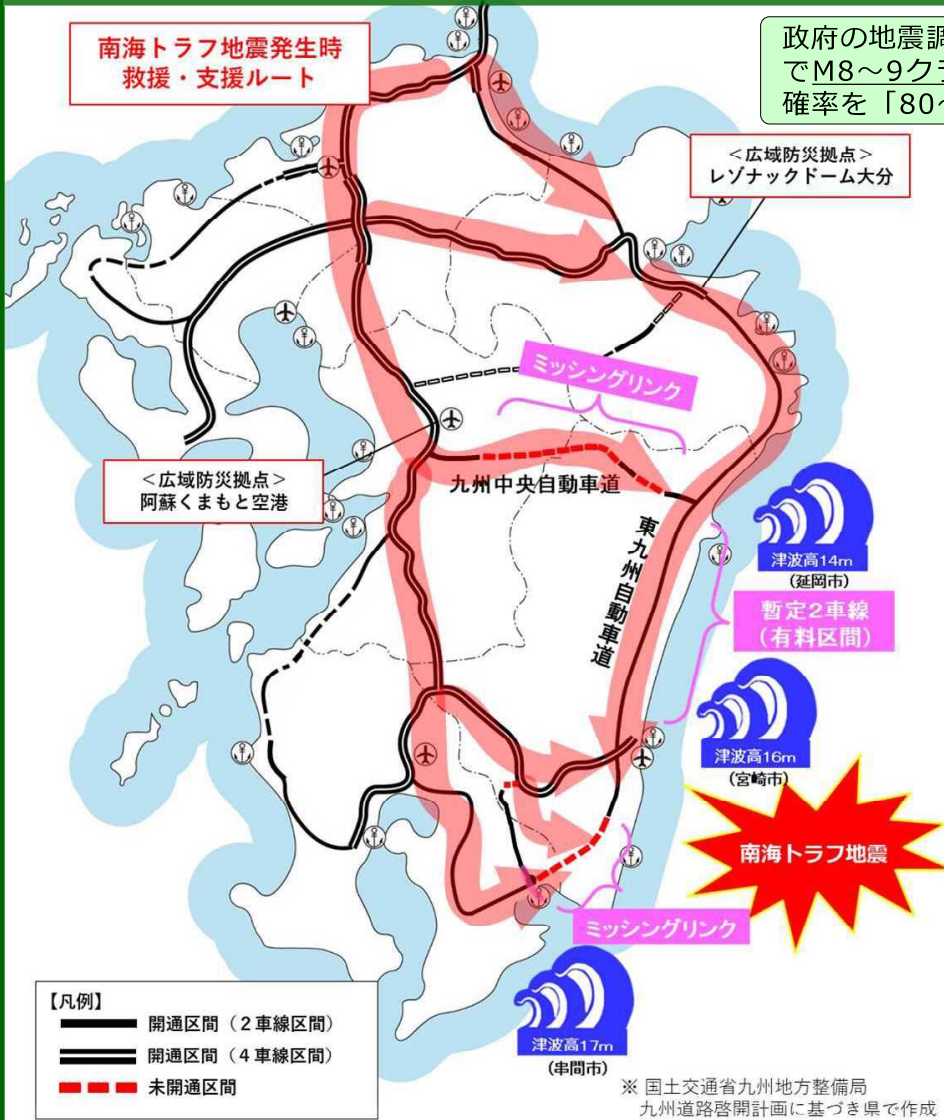 南海トラフ地震発生時
救援・支援ルート
政府の地震調
でM8～9ク
確率を「80～
＜広域防災拠点＞
レゾナックドーム大分
ミッシングリンク
＜広域防災拠点＞
阿蘇くまもと空港
九州中央自動車道
東九州自動車道
津波高14m
(延岡市)
暫定2車線
(有料区間)
津波高16m
(宮崎市)
南海トラフ地震
ミッシングリンク
津波高17m
(串間市)
【凡例】
開通区間（2車線区間）
開通区間（4車線区間）
未開通区間
※ 国土交通省九州地方整備局
九州道路啓開計画に基づき県で作成